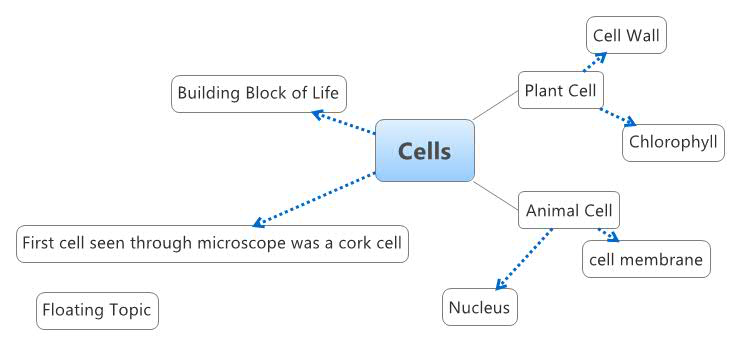 Cell Wall
Building Block of Life
Plant Cell
Chlorophyll
Cells
Animal Cell
First cell seen through microscope was a cork cell
cell membrane
Floating Topic
Nucleus